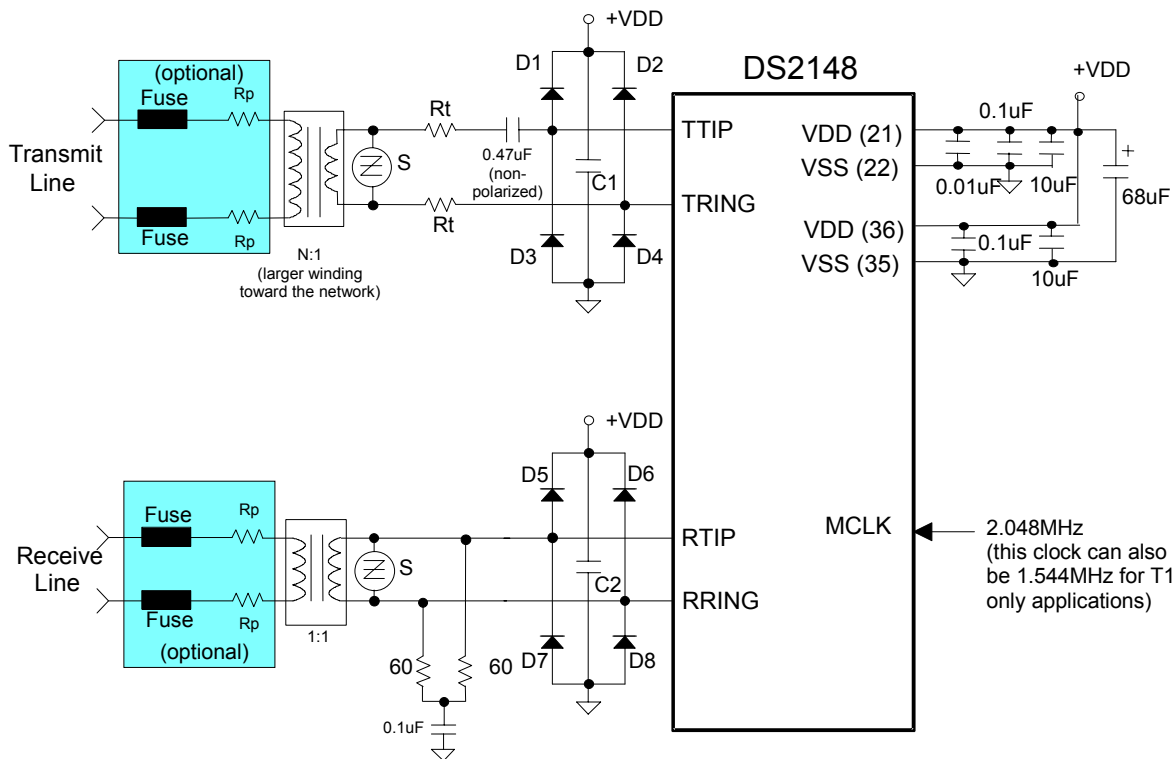 +VDD
(optional)
Fuse
Rp
D1
D2
DS2148
+VDD
Transmit
Line
Rt
0.47uF
(non-
polarized)
S
C1
TTIP
VDD (21)
0.1uF
+
VSS (22)
0.01uF
10uF
68uF
TRING
Fuse
Rp
Rt
D3
D4
VDD (36)
0.1uF
VSS (35)
10uF
N:1
(larger winding
toward the network)
+VDD
D5
D6
Fuse
Rp
Receive
Line
S
RTIP
MCLK
2.048MHz
(this clock can also
be 1.544MHz for T1
only applications)
C2
RRING
Fuse
Rp
(optional)
1:1
60
60
D7
D8
0.1uF